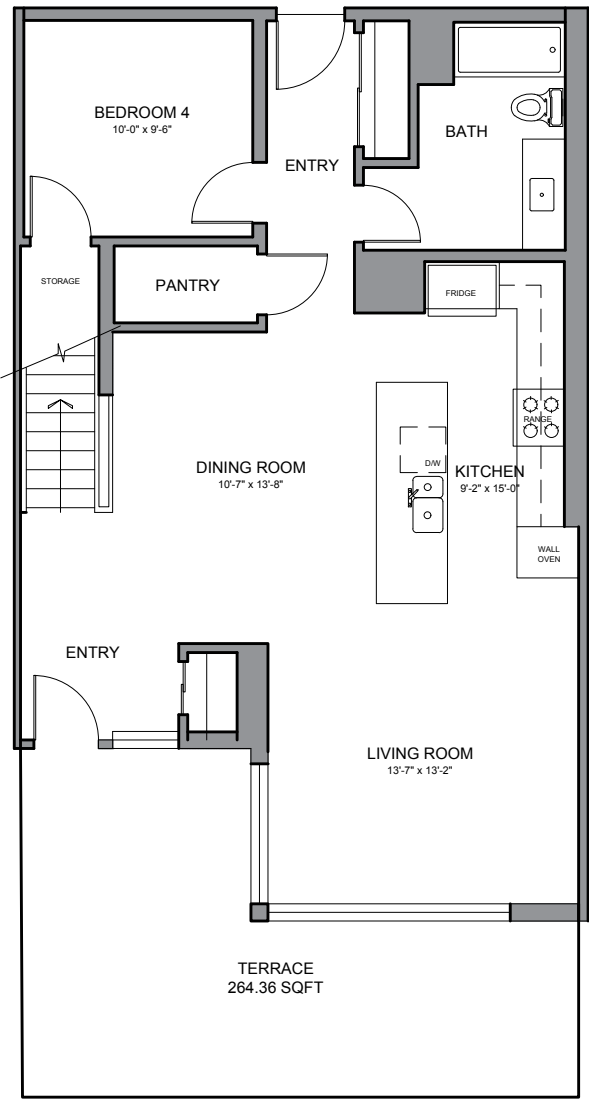 BEDROOM 4
10'-0" x 9'-6"
BATH
ENTRY
STORAGE
PANTRY
FRIDGE
RANGE
DINING ROOM
10'-7" x 13'-8"
D/W
KITCHEN
9'-2" x 15'-0"
WALL
OVEN
ENTRY
LIVING ROOM
13'-7" x 13'-2"
TERRACE
264.36 SQFT